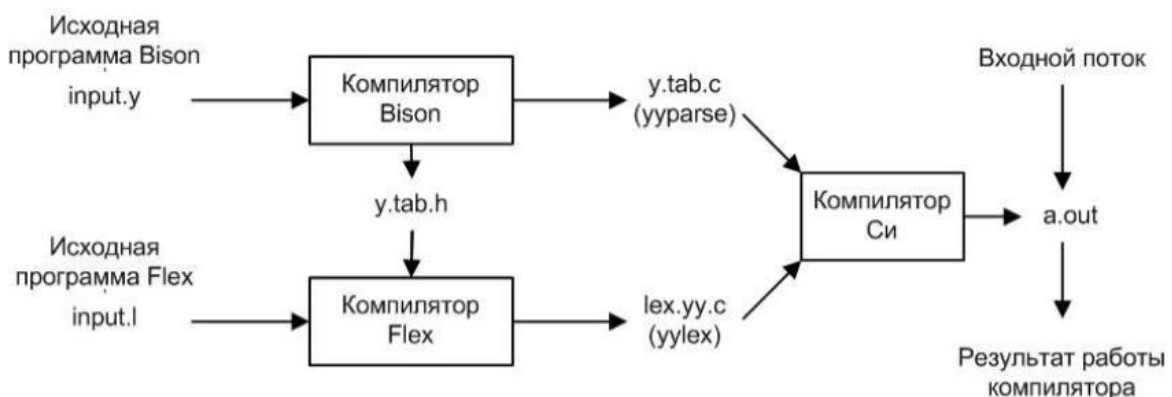 Исходная
программа Bison
input.y
Компилятор
Bison
y.tab.c
(yyparse)
Входной поток
y.tab.h
Компилятор
Си
a.out
Исходная
программа Flex
input.l
Компилятор
Flex
lex.yy.c
(yylex)
Результат работы
компилятора